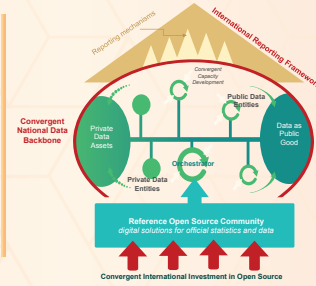 Reporting mechanisms
International Reporting Framework
Convergent
Capacity
Development
Public Data
Entities
Convergent
National Data
Backbone
Private
Data
Assets
Data as
Public
Good
Orchestrator
Private Data
Entities
Reference Open Source Community
digital solutions for official statistics and data
Convergent International Investment in Open Source